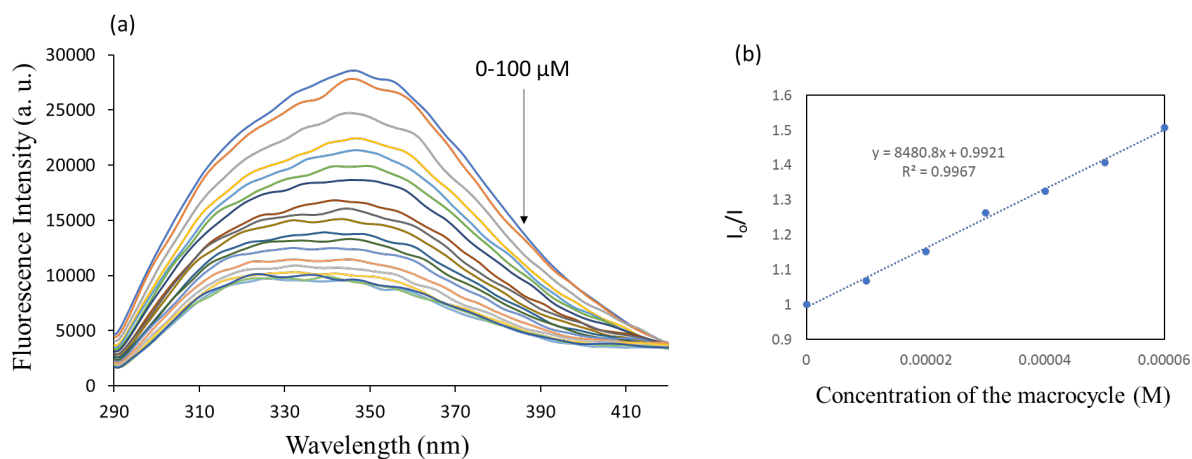 (a)
Fluorescence Intensity (a. u.)
30000
25000
20000
15000
10000
5000
0
0-100 µM
290 310 330 350 370 390 410
Wavelength (nm)
(b)
I₀/I
1.6
1.5
1.4
1.3
1.2
1.1
1
0.9
y = 8480.8x + 0.9921
R² = 0.9967
0 0.00002 0.00004 0.00006
Concentration of the macrocycle (M)